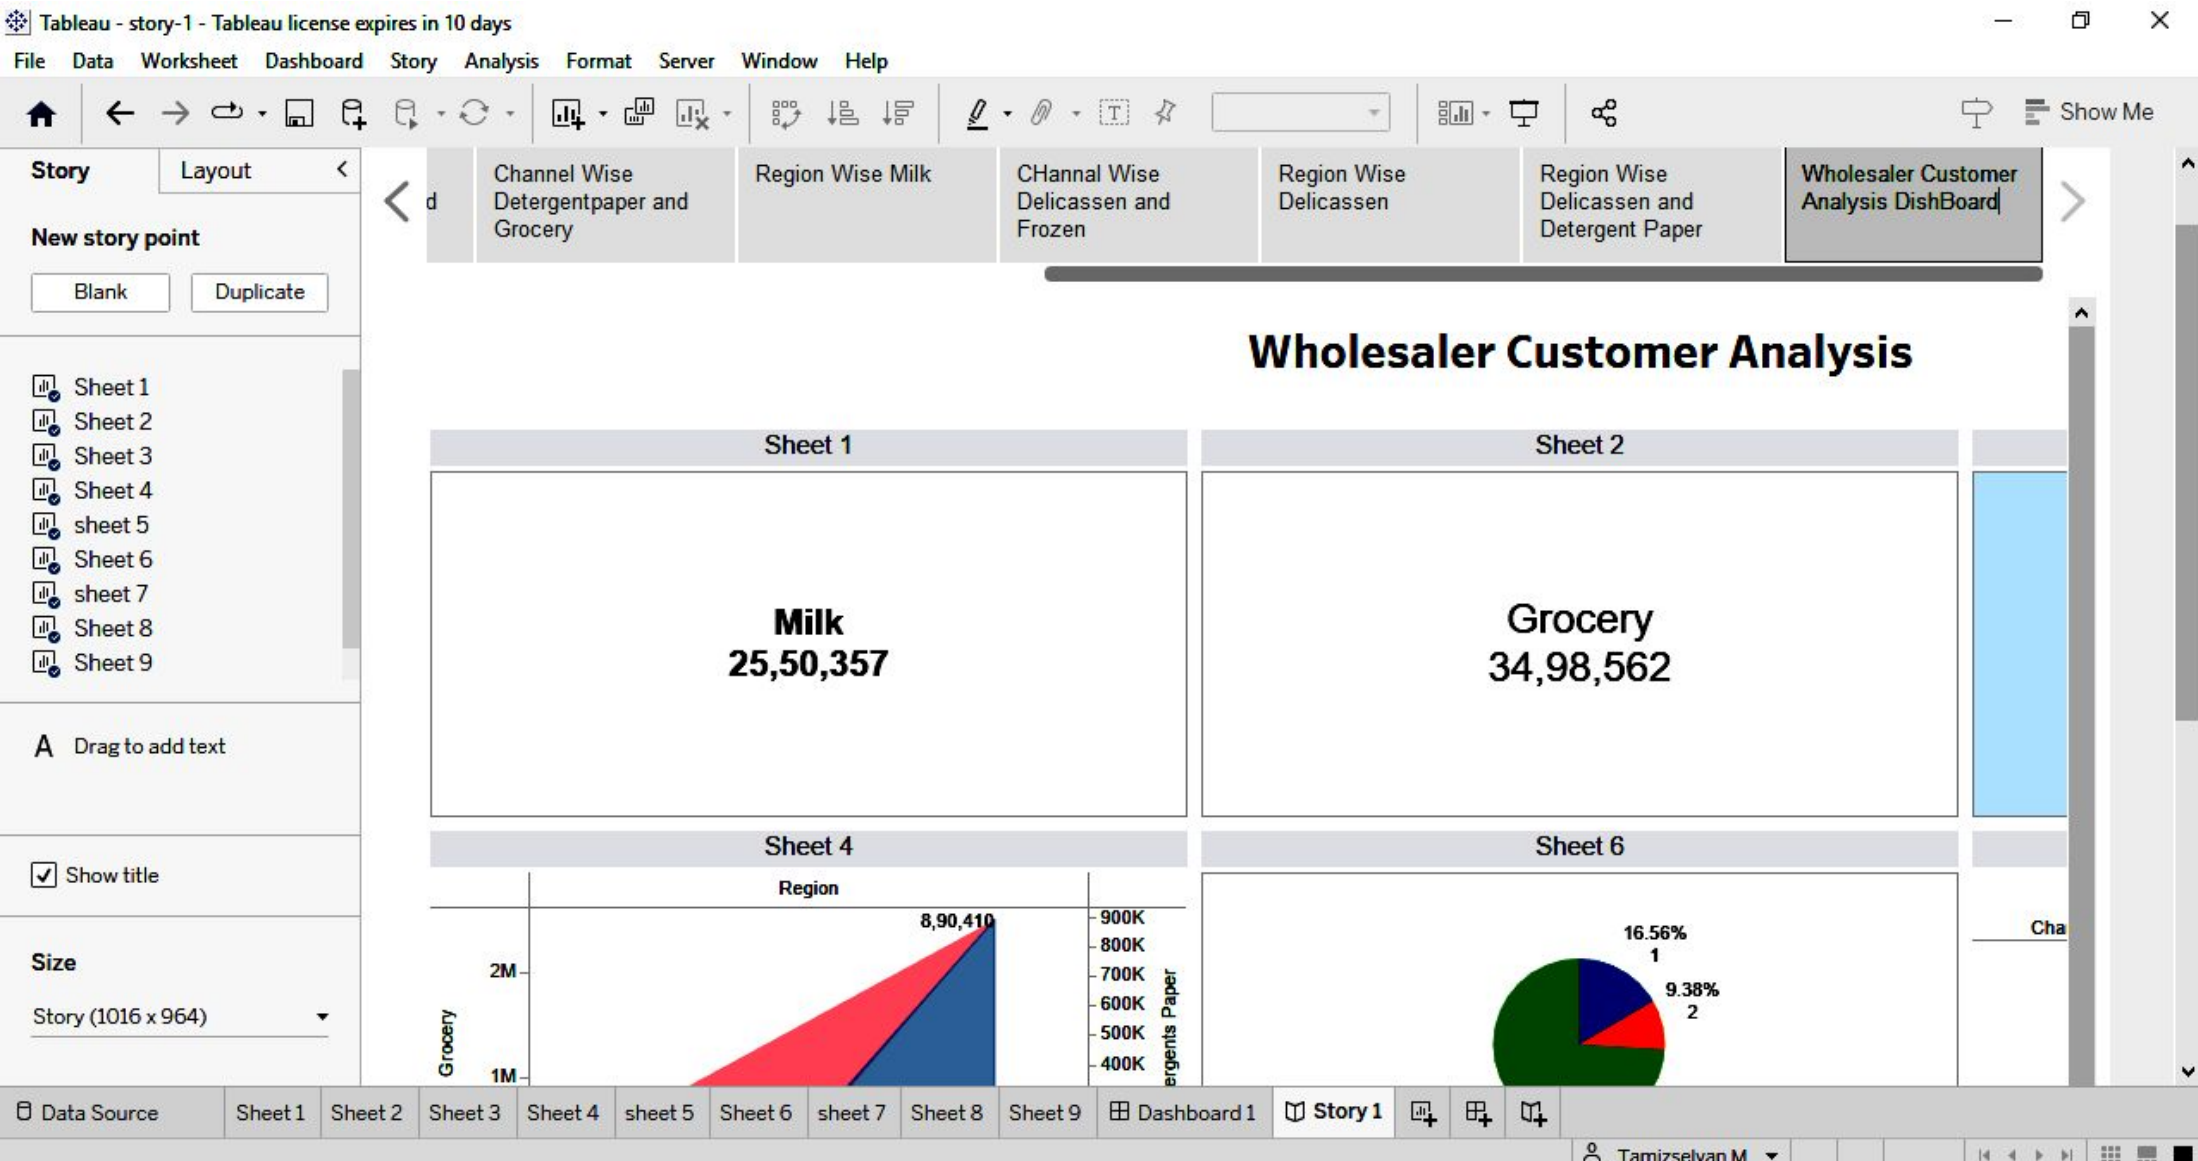 Tableau - story-1 - Tableau license expires in 10 days
File Data Worksheet Dashboard Story Analysis Format Server Window Help
Show Me
Story Layout
New story point
Blank Duplicate
Sheet 1
Sheet 2
Sheet 3
Sheet 4
sheet 5
Sheet 6
sheet 7
Sheet 8
Sheet 9
A Drag to add text
Show title
Size
Story (1016 x 964)
d
Channel Wise
Detergentpaper and
Grocery
Region Wise Milk
CHannal Wise
Delicassen and
Frozen
Region Wise
Delicassen
Region Wise
Delicassen and
Detergent Paper
Wholesaler Customer
Analysis DishBoard
Wholesaler Customer Analysis
Sheet 1
Milk
25,50,357
Sheet 2
Grocery
34,98,562
Sheet 4
Region
8,90,410
2M
1M
Grocery
900K
800K
700K
600K
500K
400K
ergents Paper
Sheet 6
16.56%
1
9.38%
2
Cha
Data Source Sheet 1 Sheet 2 Sheet 3 Sheet 4 sheet 5 Sheet 6 sheet 7 Sheet 8 Sheet 9 Dashboard 1 Story 1
Tamizselvan M